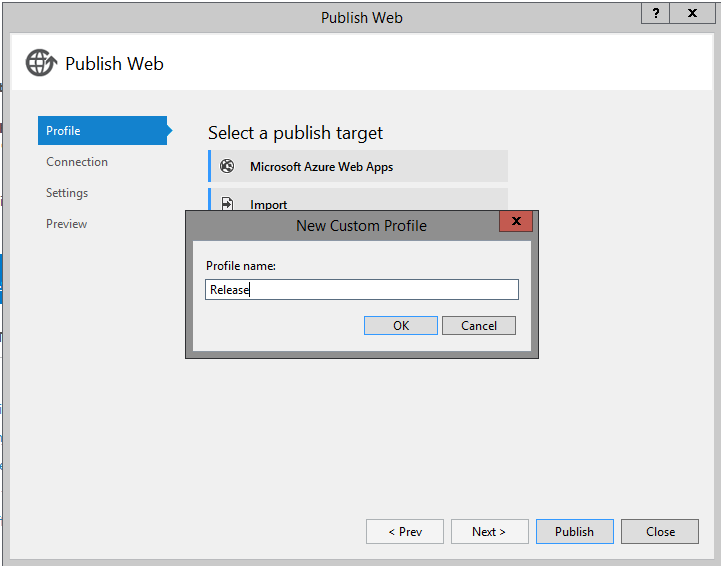 Publish Web
?
X
Publish Web
Profile
Select a publish target
Connection
Microsoft Azure Web Apps
Settings
Import
Preview
New Custom Profile
X
Profile name:
Release
OK
Cancel
< Prev
Next >
Publish
Close